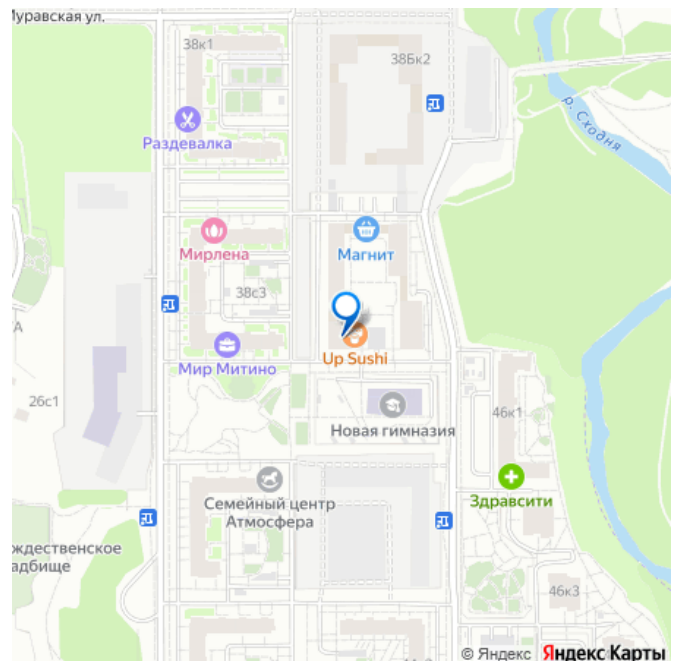 Муравская ул.
38к1
38Бк2
р. Сходня
Раздевалка
Мирлена
Магнит
38с3
А
Up Sushi
Мир Митино
26с1
46к1
Новая гимназия
Здравсити
Семейный центр
Атмосфера
ждественское
адбище
46к3
© Яндекс Яндекс Карты